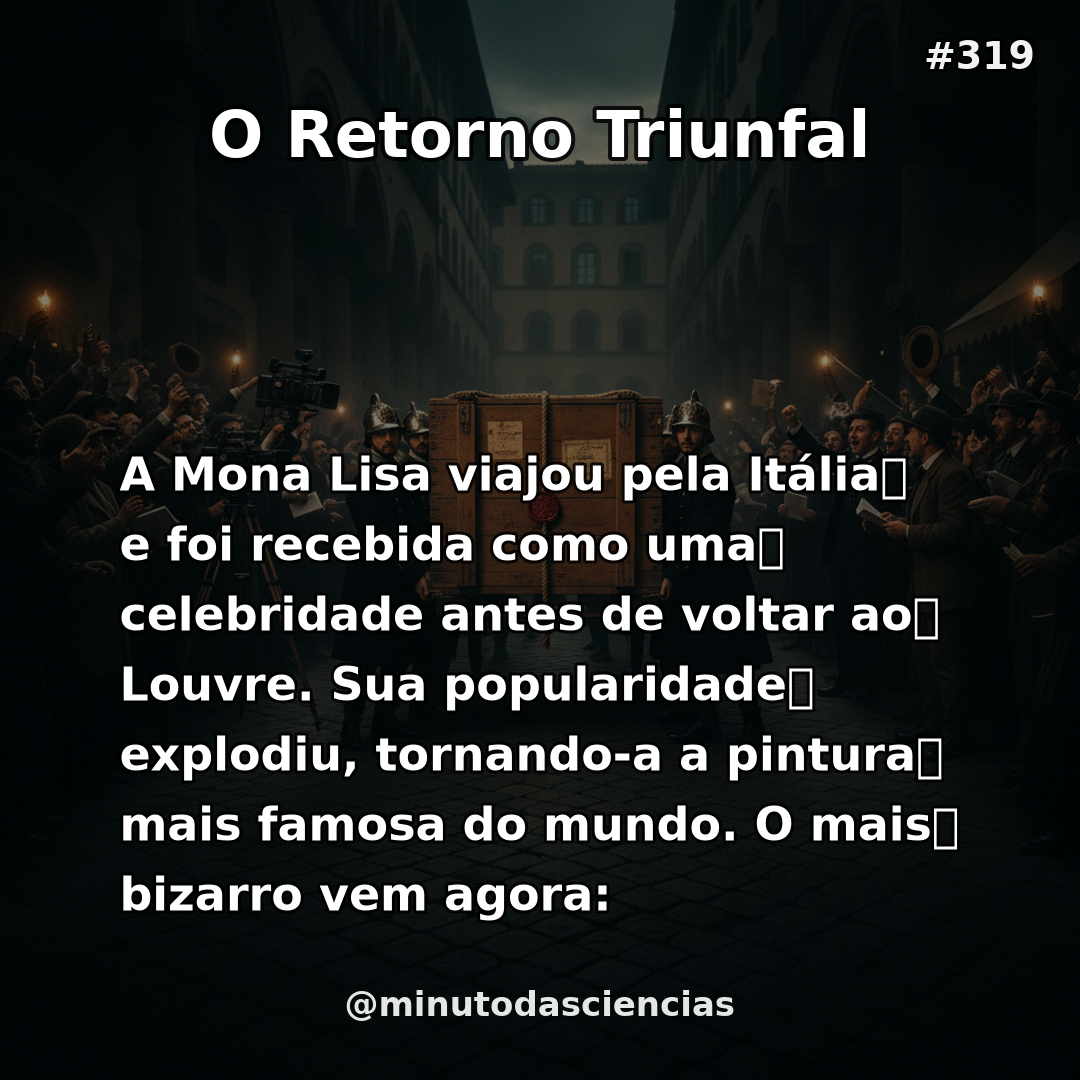 #319
O Retorno Triunfal
A Mona Lisa viajou pela Itália▯
e foi recebida como uma▯
celebridade antes de voltar ao▯
Louvre. Sua popularidade▯
explodiu, tornando-a a pintura▯
mais famosa do mundo. O mais▯
bizarro vem agora:
@minutodasciencias